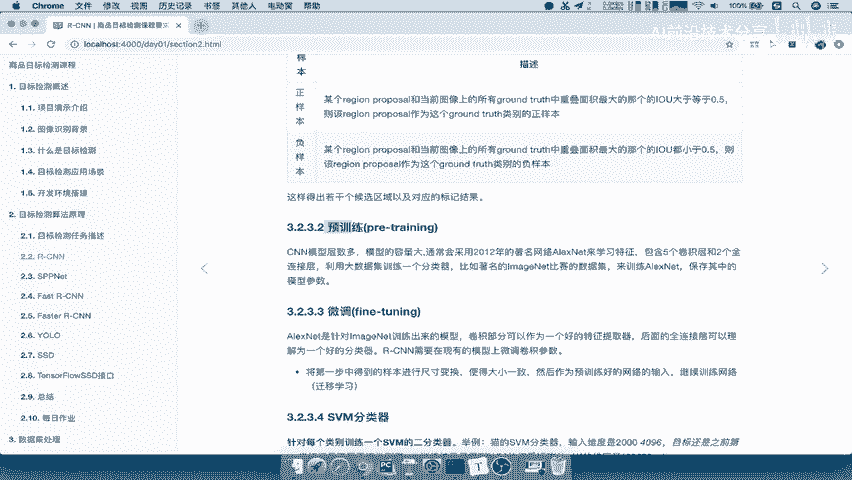 Chrome 文件 修改 视图 历史记录 书签 其他人 电动窗 帮助
100%
R-CNN | 商品目标检测课程
localhost:4000/day01/section2.html
AI前沿技术分享
商品目标检测课程
1. 目标检测概述
1.1. 项目演示介绍
1.2. 图像识别背景
1.3. 什么是目标检测
1.4. 目标检测应用场景
1.5. 开发环境搭建
2. 目标检测算法原理
2.1. 目标检测任务描述
2.2. R-CNN
2.3. SPPNet
2.4. Fast R-CNN
2.5. Faster R-CNN
2.6. YOLO
2.7. SSD
2.8. TensorFlowSSD接口
2.9. 总结
2.10. 每日作业
3. 数据集处理
样本
描述
正样本
某个region proposal和当前图像上的所有ground truth中重叠面积最大的那个的IOU大于等于0.5,
则该region proposal作为这个ground truth类别的正样本
负样本
某个region proposal和当前图像上的所有ground truth中重叠面积最大的那个的IOU都小于0.5，则
该region proposal作为这个ground truth类别的负样本
这样得出若干个候选区域以及对应的标记结果。
3.2.3.2 预训练(pre-training)
CNN模型层数多，模型的容量大,通常会采用2012年的著名网络AlexNet来学习特征，包含5个卷积层和2个全
连接层，利用大数据集训练一个分类器，比如著名的ImageNet比赛的数据集，来训练AlexNet，保存其中的
模型参数。
3.2.3.3 微调(fine-tuning)
AlexNet是针对ImageNet训练出来的模型，卷积部分可以作为一个好的特征提取器，后面的全连接层可以理
解为一个好的分类器。R-CNN需要在现有的模型上微调卷积参数。
• 将第一步中得到的样本进行尺寸变换，使得大小一致，然后作为预训练好的网络的输入，继续训练网络
（迁移学习）
3.2.3.4 SVM分类器
针对每个类别训练一个SVM的二分类器。举例：猫的SVM分类器，输入维度是2000 4096，目标还是之前第